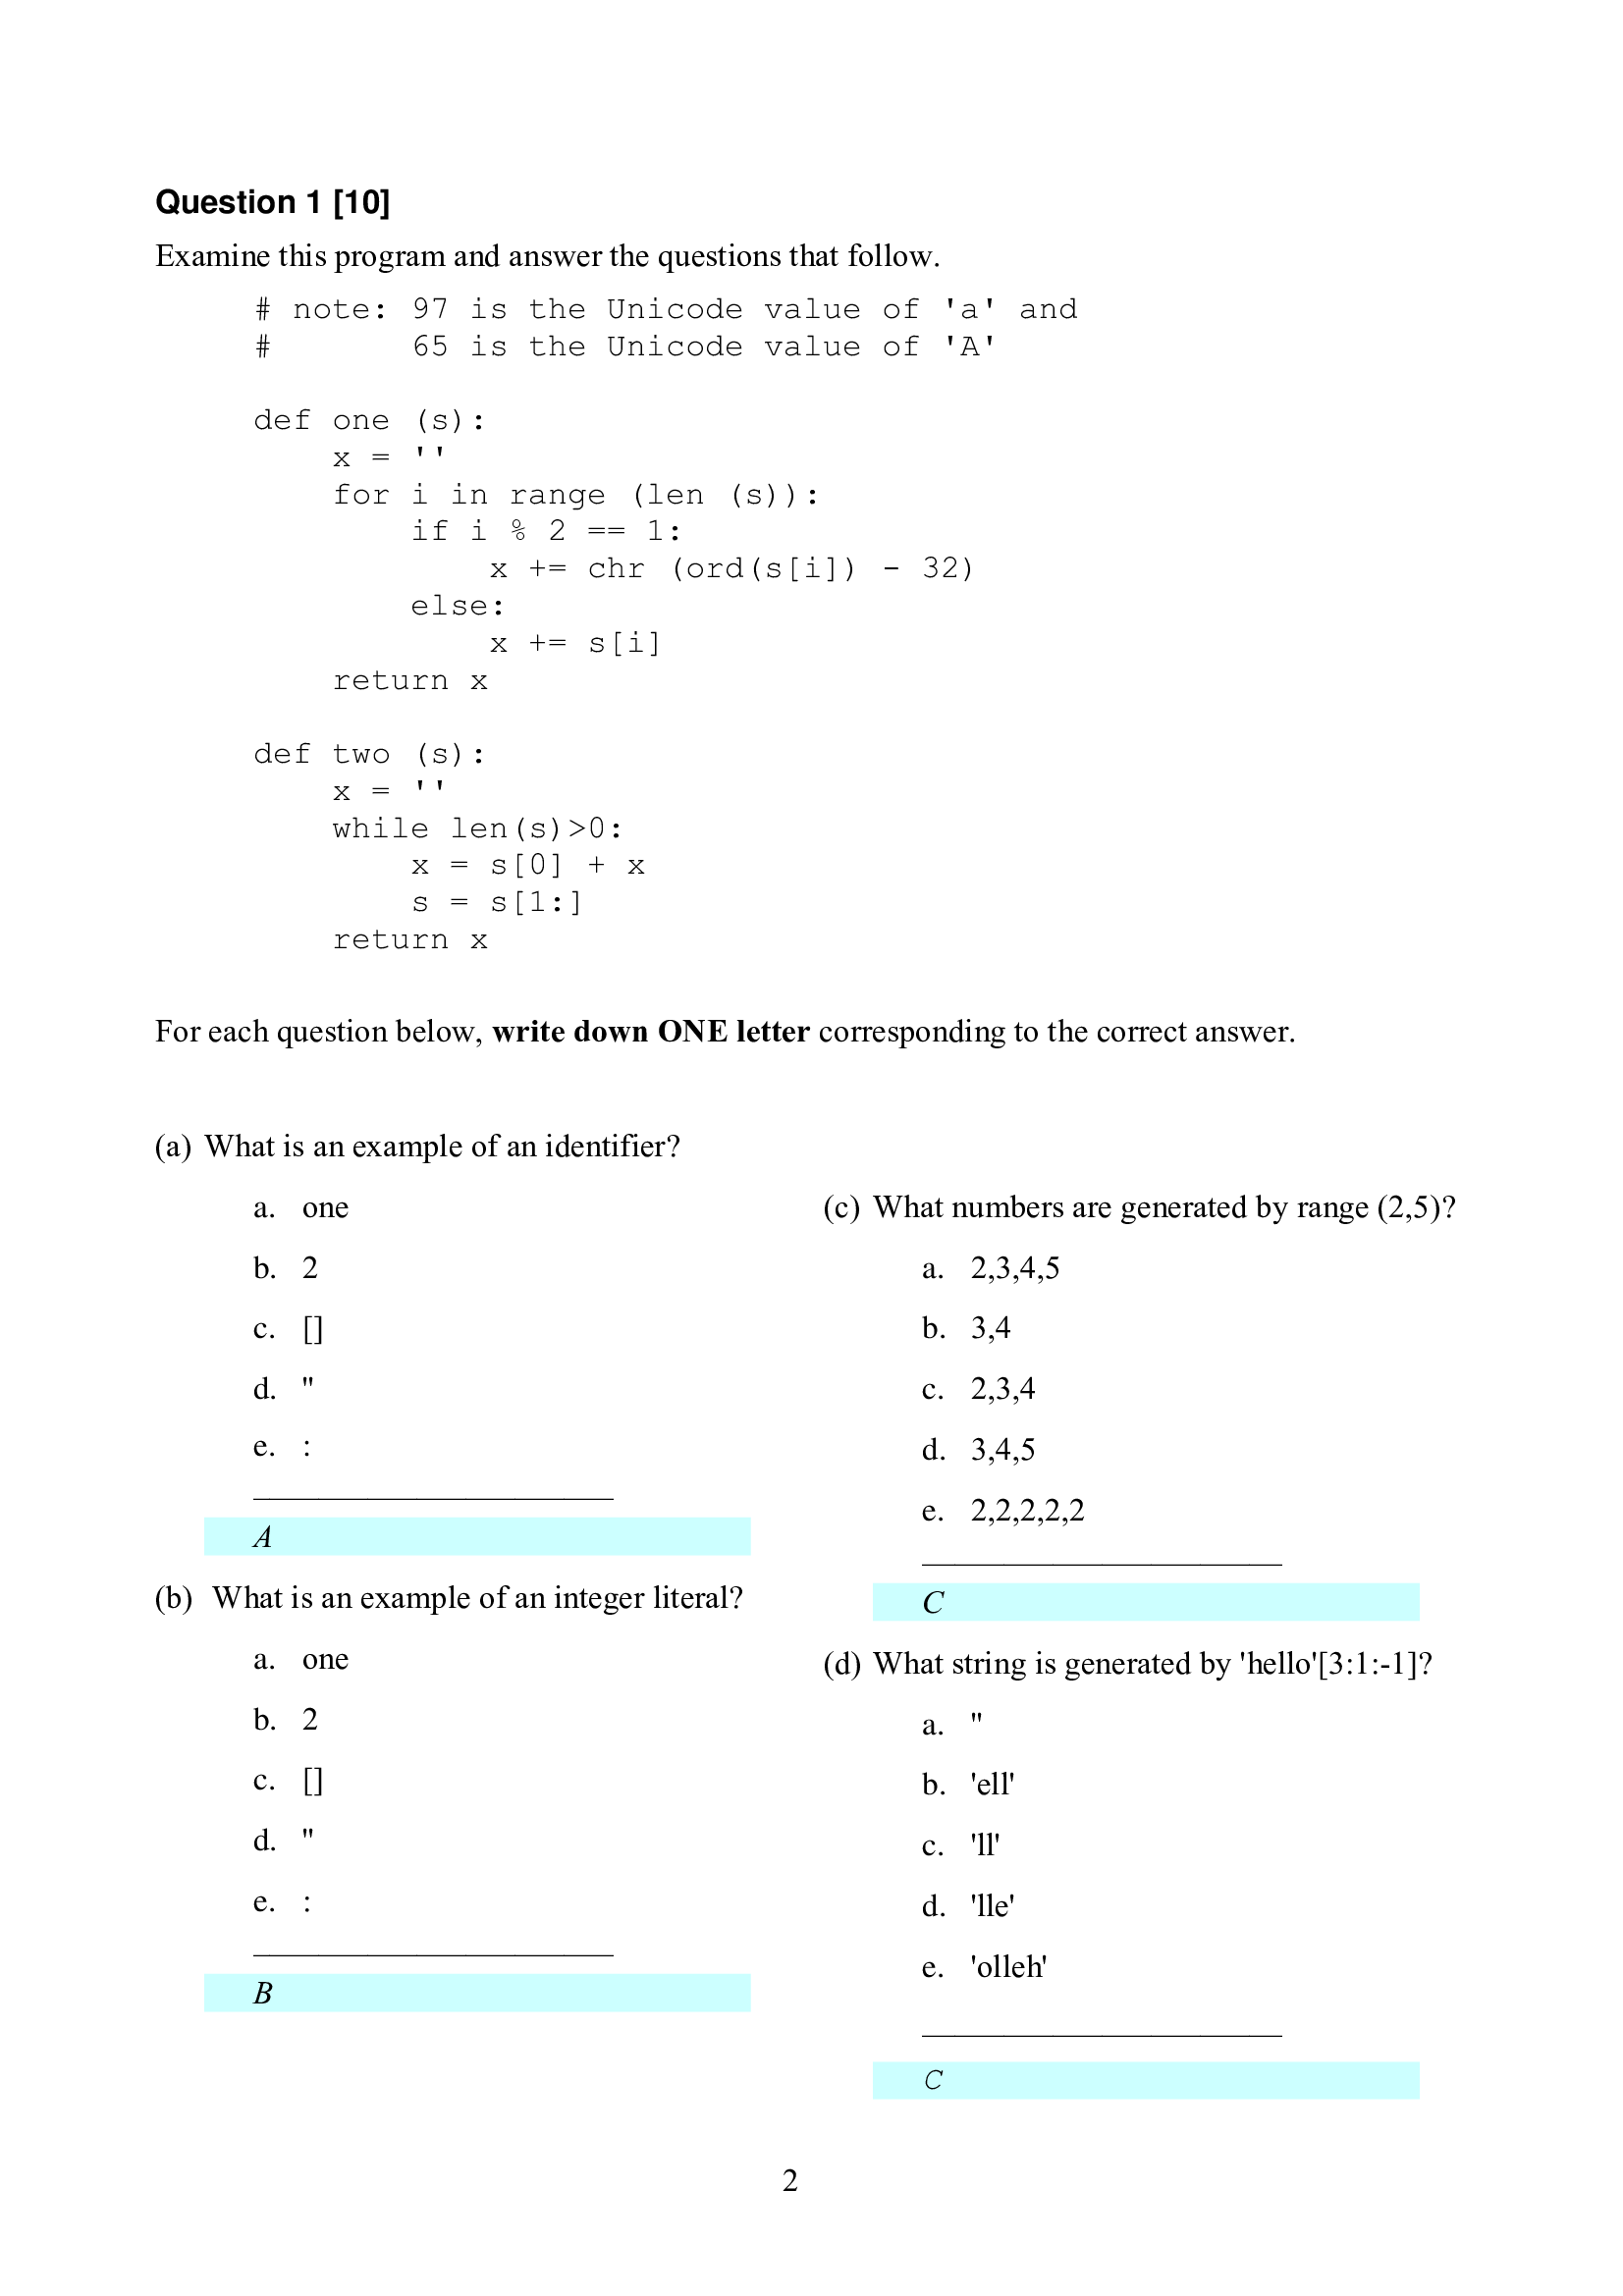 Question 1 [10]
Examine this program and answer the questions that follow.
# note: 97 is the Unicode value of 'a' and
#       65 is the Unicode value of 'A'
def one (s):
    x = ''
    for i in range (len (s)):
        if i % 2 == 1:
            x += chr (ord(s[i]) - 32)
        else:
            x += s[i]
    return x
def two (s):
    x = ''
    while len(s)>0:
        x = s[0] + x
        s = s[1:]
    return x
For each question below, write down ONE letter corresponding to the correct answer.
(a) What is an example of an identifier?
a. one
b. 2
c. []
d. ''
e. :
A
(b) What is an example of an integer literal?
a. one
b. 2
c. []
d. ''
e. :
B
(c) What numbers are generated by range (2,5)?
a. 2,3,4,5
b. 3,4
c. 2,3,4
d. 3,4,5
e. 2,2,2,2,2
C
(d) What string is generated by 'hello'[3:1:-1]?
a. ''
b. 'ell'
c. 'll'
d. 'lle'
e. 'olleh'
C
2